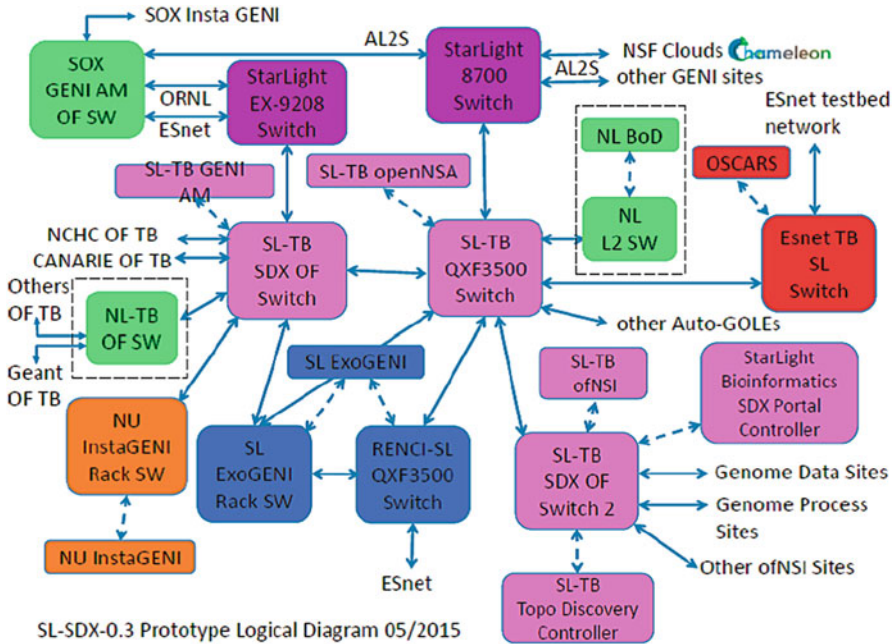 SOX Insta GENI
SOX
GENI AM
OF SW
AL2S
ORNL
ESnet
StarLight
EX-9208
Switch
StarLight
8700
Switch
NSF Clouds Chameleon
AL2S other GENI sites
ESnet testbed
network
NL BoD
NL
L2 SW
OSCARS
Esnet TB
SL
Switch
SL-TB GENI
AM
SL-TB openNSA
NCHC OF TB
CANARIE OF TB
SL-TB
SDX OF
Switch
SL-TB
QXF3500
Switch
Others
OF TB
NL-TB
OF SW
Geant
OF TB
other Auto-GOLEs
SL ExoGENI
SL-TB
ofNSI
StarLight
Bioinformatics
SDX Portal
Controller
NU
InstaGENI
Rack SW
SL
ExoGENI
Rack SW
RENCI-SL
QXF3500
Switch
SL-TB
SDX OF
Switch 2
Genome Data Sites
Genome Process
Sites
Other ofNSI Sites
NU InstaGENI
ESnet
SL-TB
Topo Discovery
Controller
SL-SDX-0.3 Prototype Logical Diagram 05/2015